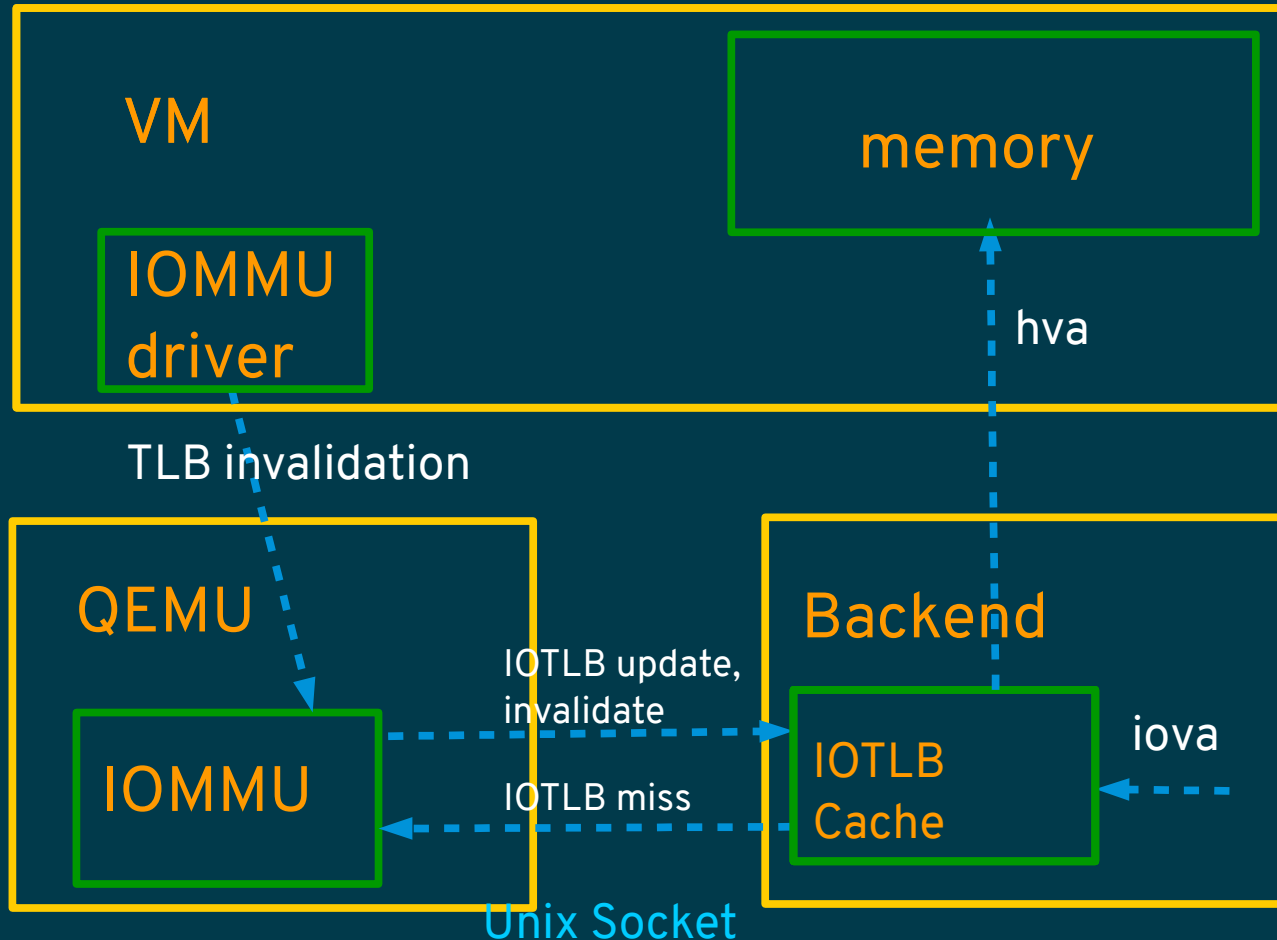 VM
memory
IOMMU
driver
hva
TLB invalidation
QEMU
Backend
IOTLB update,
invalidate
iova
IOMMU
IOTLB
Cache
IOTLB miss
Unix Socket